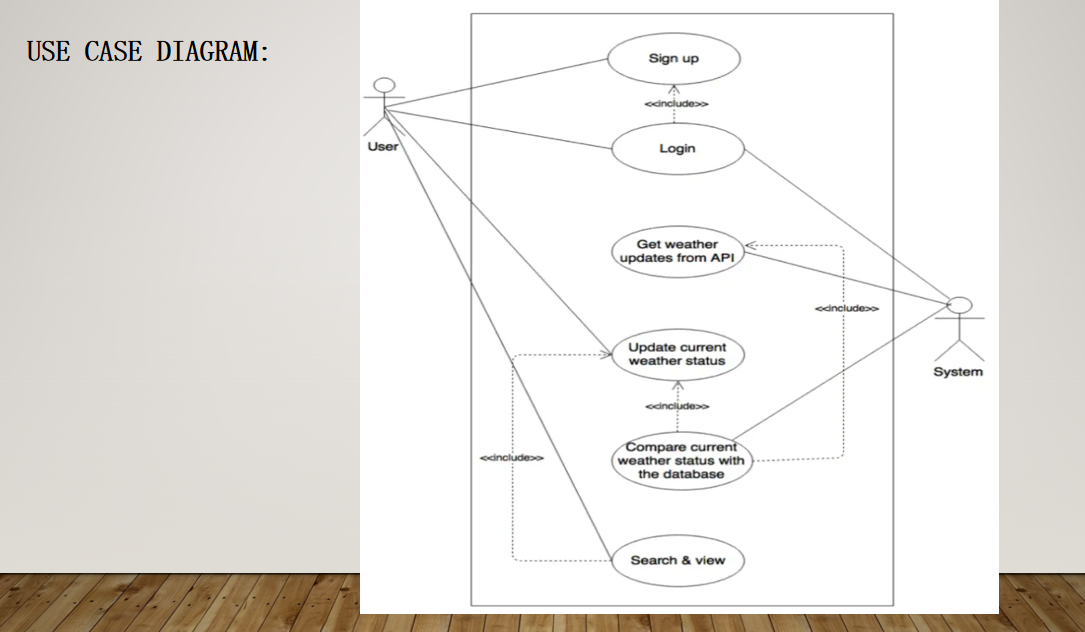 USE CASE DIAGRAM:
Sign up
<<include>>
User
Login
Get weather
updates from API
<<include>>
Update current
weather status
System
<<include>>
Compare current
weather status with
the database
<<include>>
Search & view